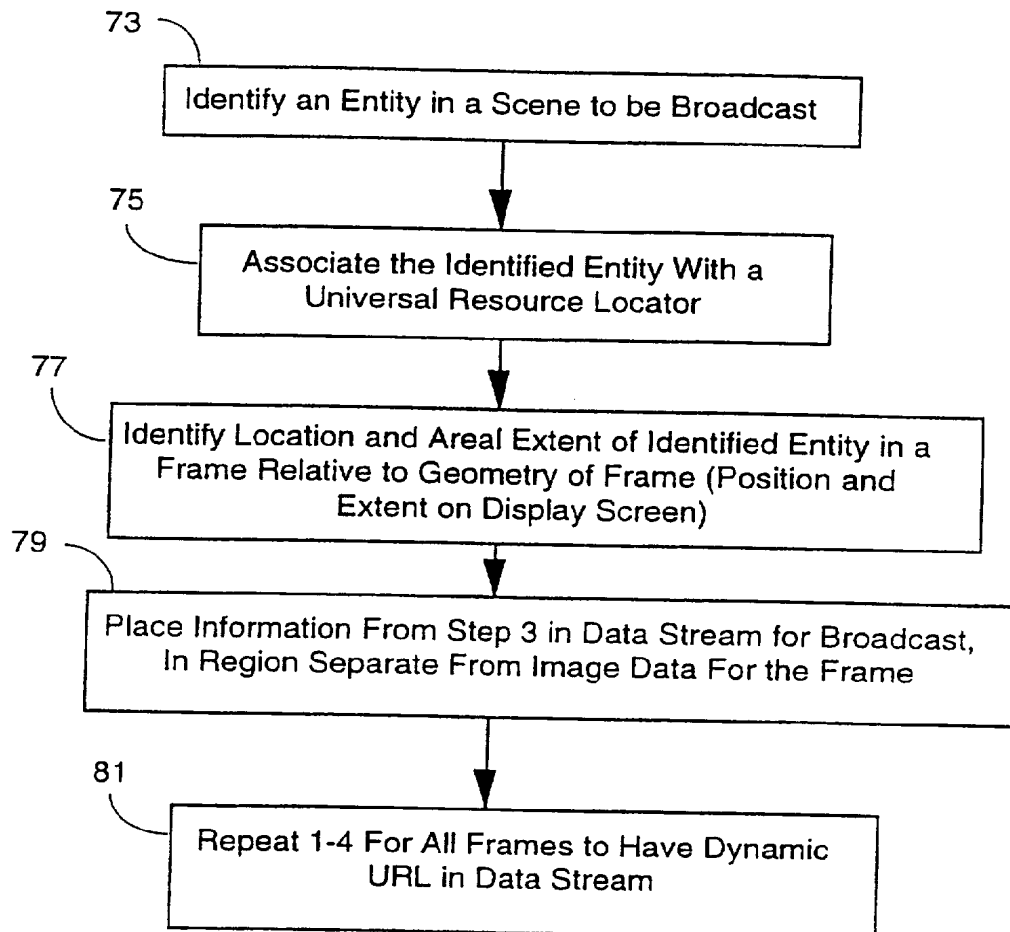 73
Identify an Entity in a Scene to be Broadcast
75
Associate the Identified Entity With a
Universal Resource Locator
77
Identify Location and Areal Extent of Identified Entity in a
Frame Relative to Geometry of Frame (Position and
Extent on Display Screen)
79
Place Information From Step 3 in Data Stream for Broadcast,
In Region Separate From Image Data For the Frame
81
Repeat 1-4 For All Frames to Have Dynamic
URL in Data Stream